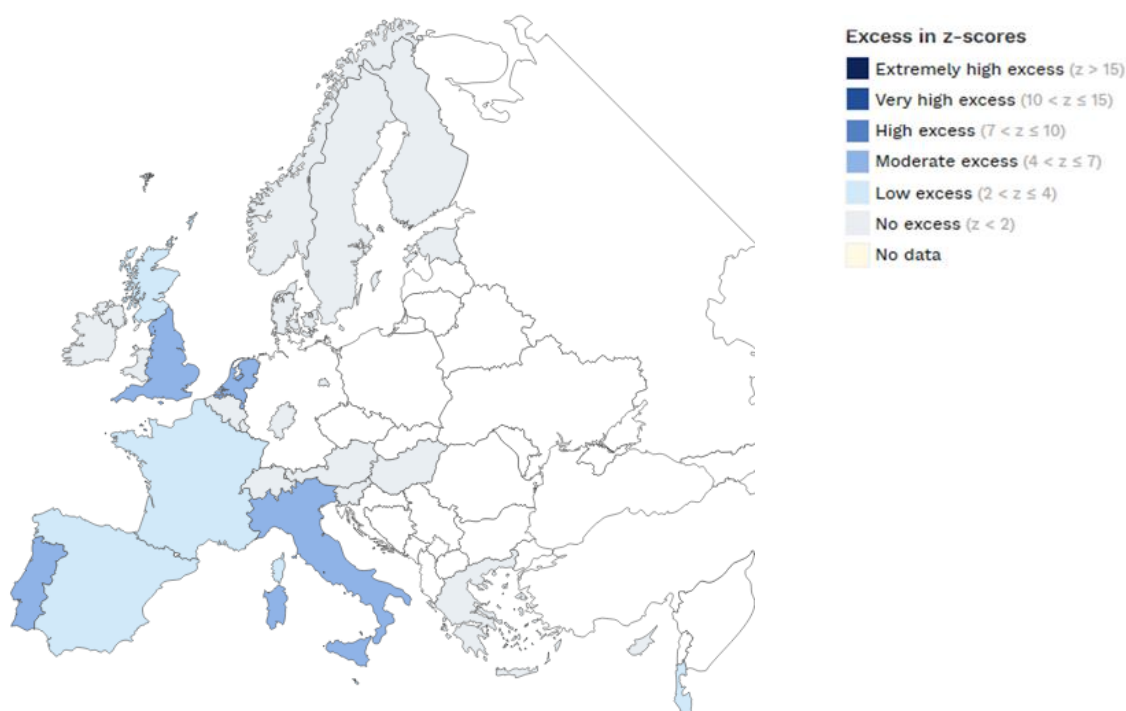 Excess in z-scores
Extremely high excess (z > 15)
Very high excess (10 < z ≤ 15)
High excess (7 < z ≤ 10)
Moderate excess (4 < z ≤ 7)
Low excess (2 < z ≤ 4)
No excess (z < 2)
No data